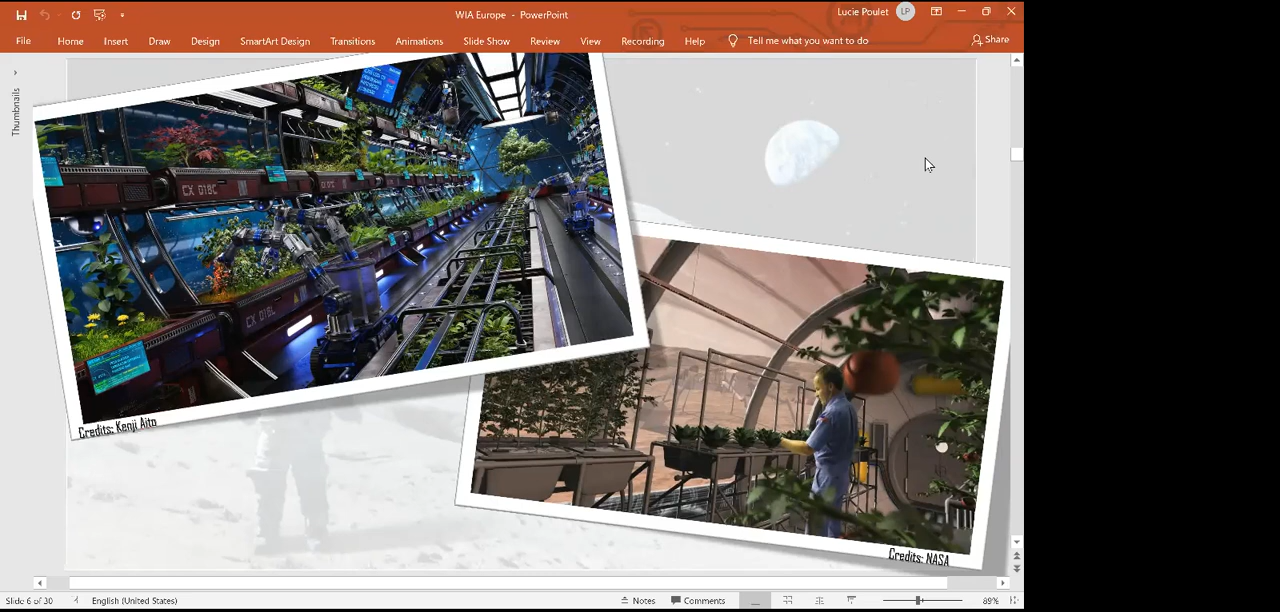 WIA Europe - PowerPoint
Lucie Poulet
LP
File Home Insert Draw Design SmartArt Design Transitions Animations Slide Show Review View Recording Help Tell me what you want to do
Share
Thumbnails
CX 018C
CX 018C
Credits: Kenji Aito
Credits: NASA
Slide 6 of 30 English (United States) Notes Comments 89%